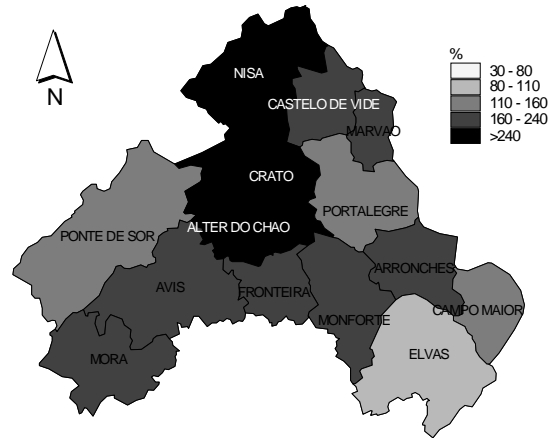 %
30 - 80
80 - 110
110 - 160
160 - 240
>240
N
NISA
CASTELO DE VIDE
MARVAO
CRATO
PORTALEGRE
ALTER DO CHAO
PONTE DE SOR
ARRONCHES
AVIS
FRONTEIRA
CAMPO MAIOR
MONFORTE
MORA
ELVAS